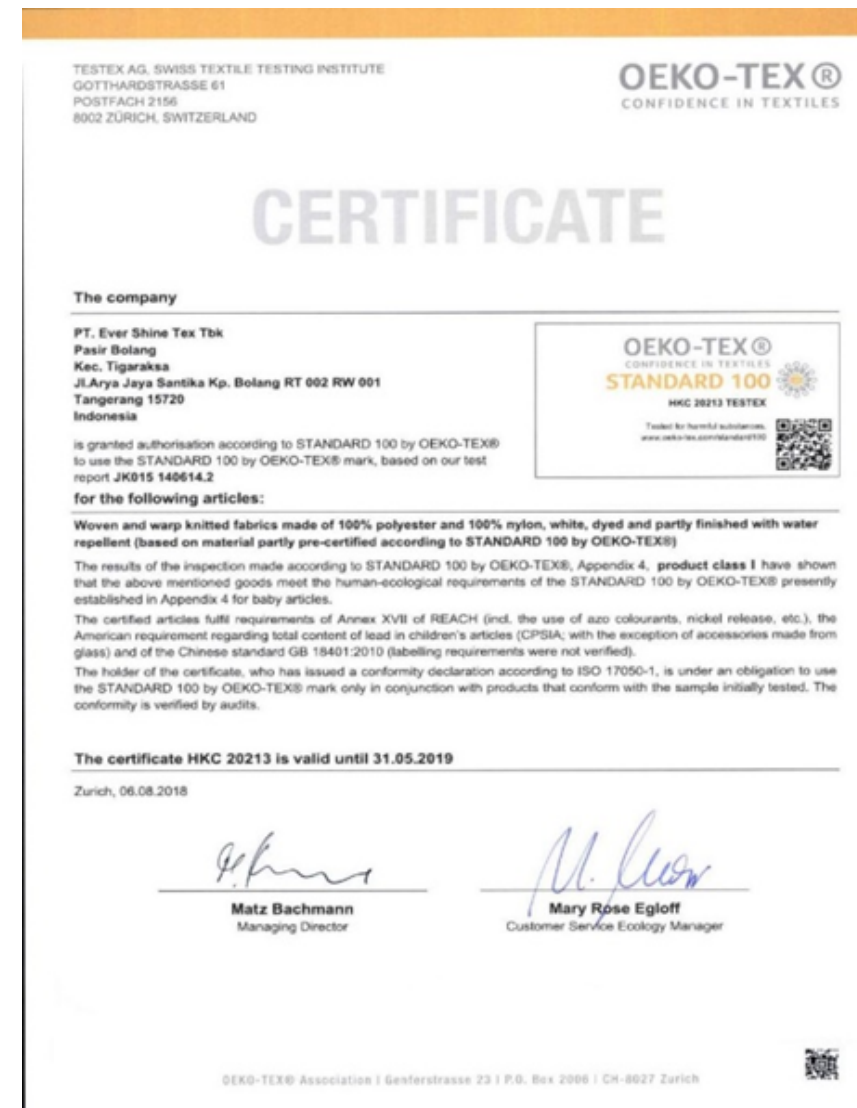 TESTEX AG, SWISS TEXTILE TESTING INSTITUTE
GOTTHARDSTRASSE 61
POSTFACH 2156
8002 ZÜRICH, SWITZERLAND
OEKO-TEX®
CONFIDENCE IN TEXTILES
CERTIFICATE
The company
PT. Ever Shine Tex Tbk
Pasir Bolang
Kec. Tigaraksa
Jl.Arya Jaya Santika Kp. Bolang RT 002 RW 001
Tangerang 15720
Indonesia
is granted authorisation according to STANDARD 100 by OEKO-TEX®
to use the STANDARD 100 by OEKO-TEX® mark, based on our test
report JK015 140614.2
OEKO-TEX®
CONFIDENCE IN TEXTILES
STANDARD 100
HKC 20213 TESTEX
Tested for harmful substances.
www.oeko-tex.com/standard100
for the following articles:
Woven and warp knitted fabrics made of 100% polyester and 100% nylon, white, dyed and partly finished with water
repellent (based on material partly pre-certified according to STANDARD 100 by OEKO-TEX®)
The results of the inspection made according to STANDARD 100 by OEKO-TEX®, Appendix 4, product class I have shown
that the above mentioned goods meet the human-ecological requirements of the STANDARD 100 by OEKO-TEX® presently
established in Appendix 4 for baby articles.
The certified articles fulfil requirements of Annex XVII of REACH (incl. the use of azo colourants, nickel release, etc.), the
American requirement regarding total content of lead in children's articles (CPSIA; with the exception of accessories made from
glass) and of the Chinese standard GB 18401:2010 (labelling requirements were not verified).
The holder of the certificate, who has issued a conformity declaration according to ISO 17050-1, is under an obligation to use
the STANDARD 100 by OEKO-TEX® mark only in conjunction with products that conform with the sample initially tested. The
conformity is verified by audits.
The certificate HKC 20213 is valid until 31.05.2019
Zurich, 06.08.2018
Matz Bachmann
Managing Director
Mary Rose Egloff
Customer Service Ecology Manager
OEKO-TEX® Association | Genferstrasse 23 | P.O. Box 2006 | CH-8027 Zurich